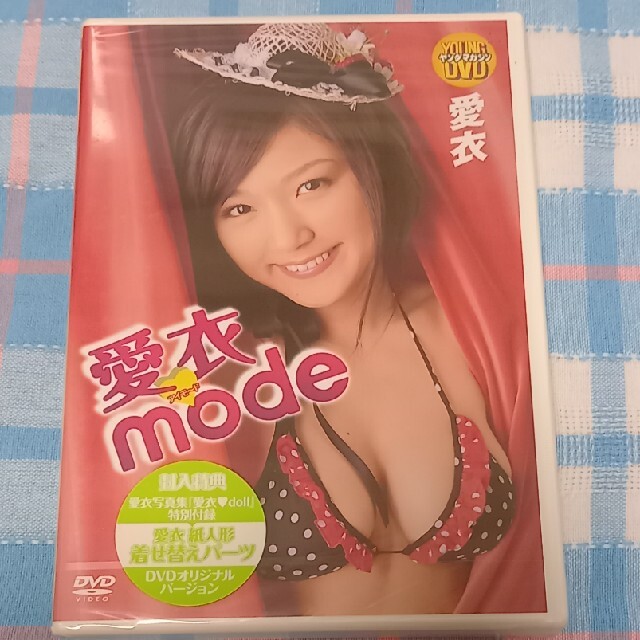 YOUNG
ヤングマガジン
DVD
愛衣
愛衣
アイモード
mode
封入特典
愛衣写真集「愛衣♥doll」
特別付録
愛衣 紙人形
着せ替えパーツ
DVDオリジナル
バージョン
DVD
VIDEO